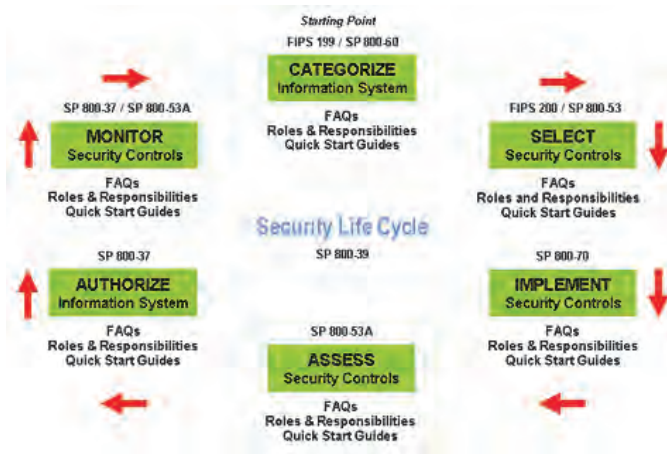 Starting Point
FIPS 199 / SP 800-60
CATEGORIZE
Information System
FAQs
Roles & Responsibilities
Quick Start Guides
SP 800-37 / SP 800-53A
MONITOR
Security Controls
FAQs
Roles & Responsibilities
Quick Start Guides
FIPS 200 / SP 800-53
SELECT
Security Controls
FAQs
Roles and Responsibilities
Quick Start Guides
Security Life Cycle
SP 800-39
SP 800-37
AUTHORIZE
Information System
FAQs
Roles & Responsibilities
Quick Start Guides
SP 800-70
IMPLEMENT
Security Controls
FAQs
Roles & Responsibilities
Quick Start Guides
SP 800-53A
ASSESS
Security Controls
FAQs
Roles & Responsibilities
Quick Start Guides